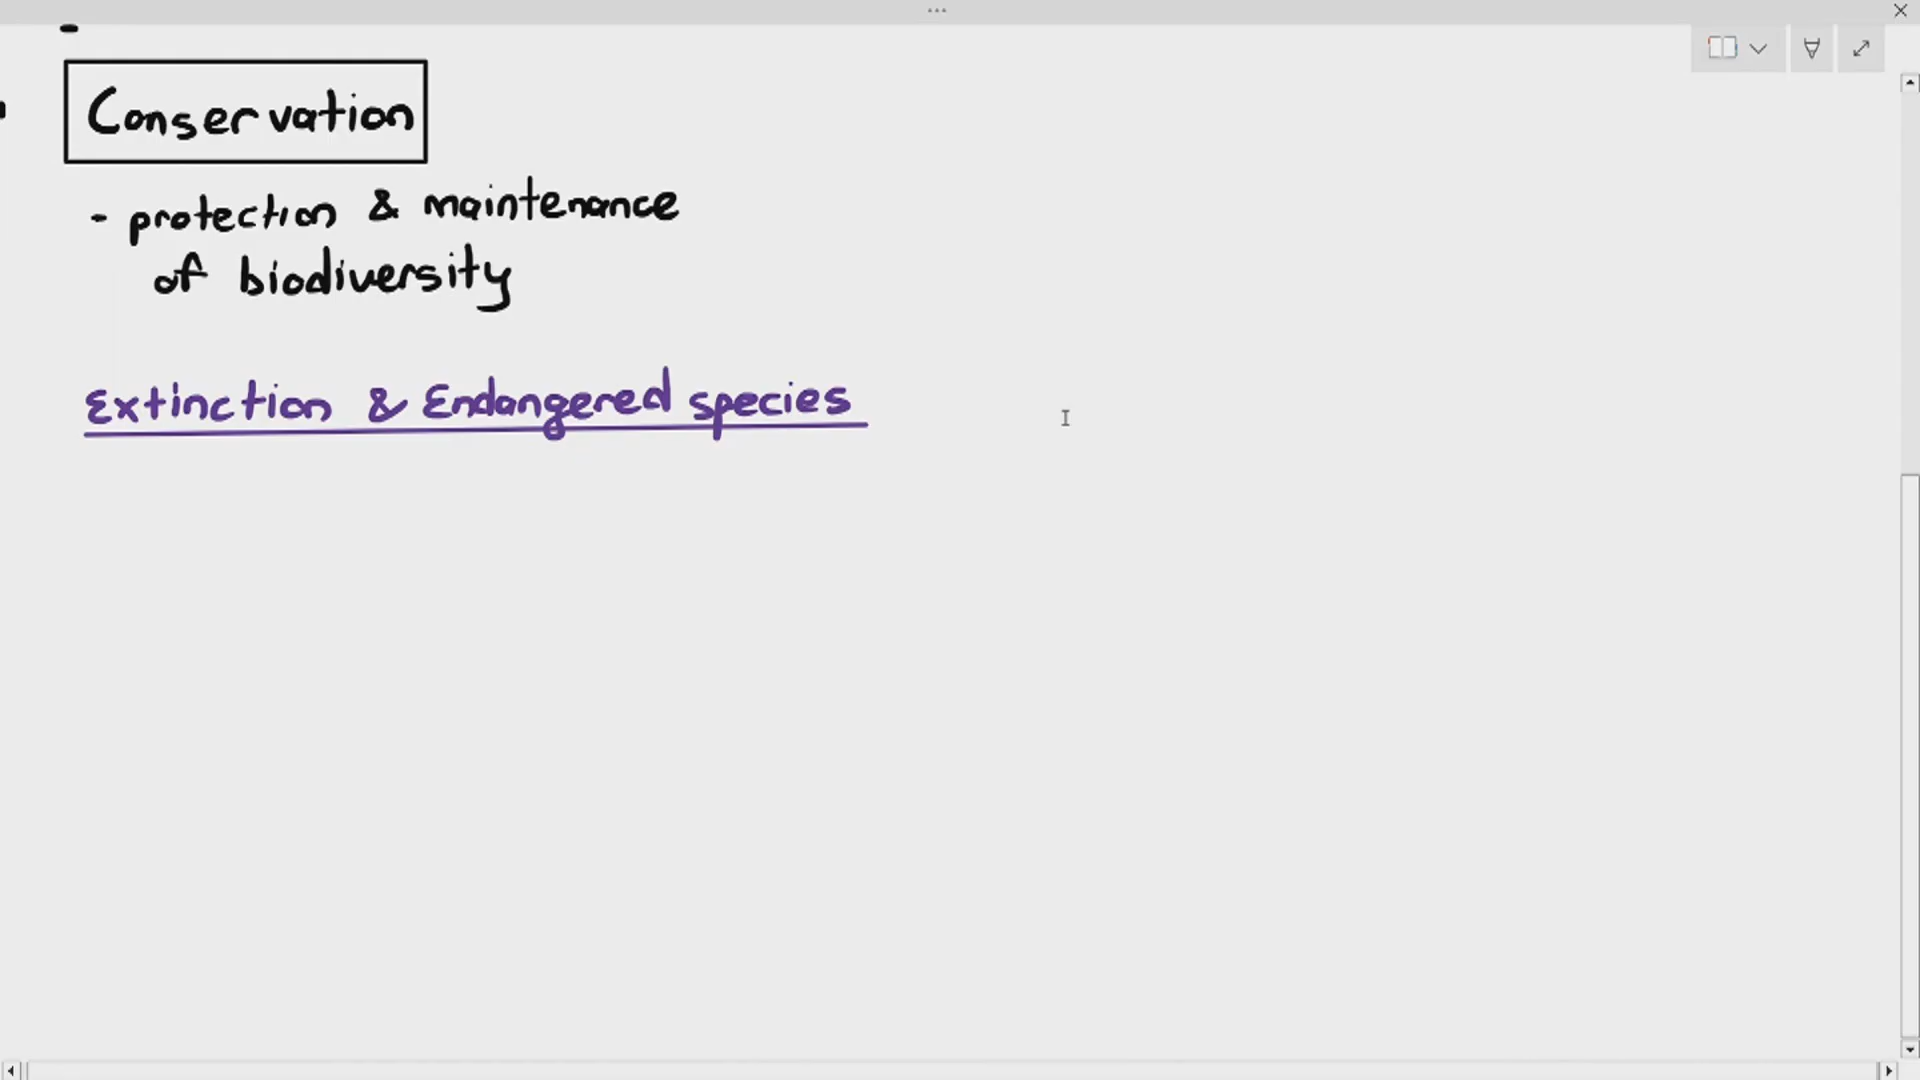 Conservation
- protection & maintenance
of biodiversity
Extinction & Endangered species